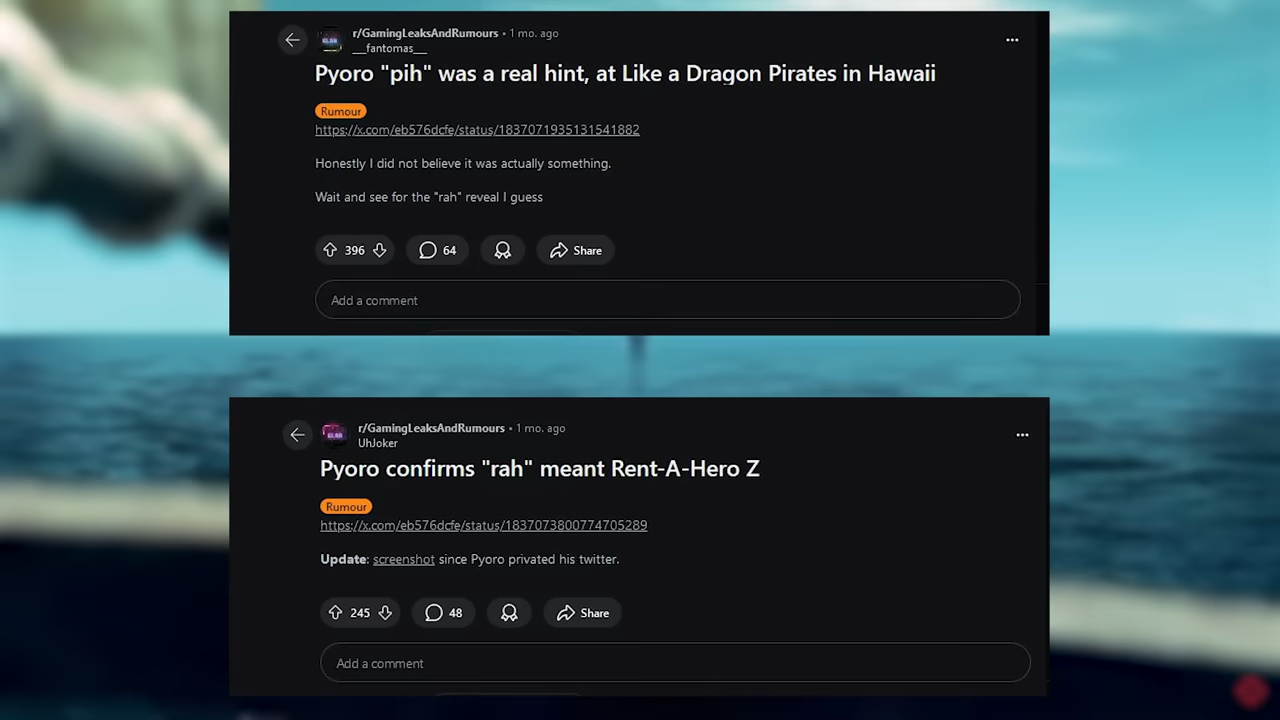 r/GamingLeaksAndRumours • 1 mo. ago
__fantomas__
Pyoro "pih" was a real hint, at Like a Dragon Pirates in Hawaii
Rumour
https://x.com/eb576dcfe/status/1837071935131541882
Honestly I did not believe it was actually something.
Wait and see for the "rah" reveal I guess
396 64 Share
Add a comment
r/GamingLeaksAndRumours • 1 mo. ago
UhJoker
Pyoro confirms "rah" meant Rent-A-Hero Z
Rumour
https://x.com/eb576dcfe/status/1837073800774705289
Update: screenshot since Pyoro privated his twitter.
245 48 Share
Add a comment